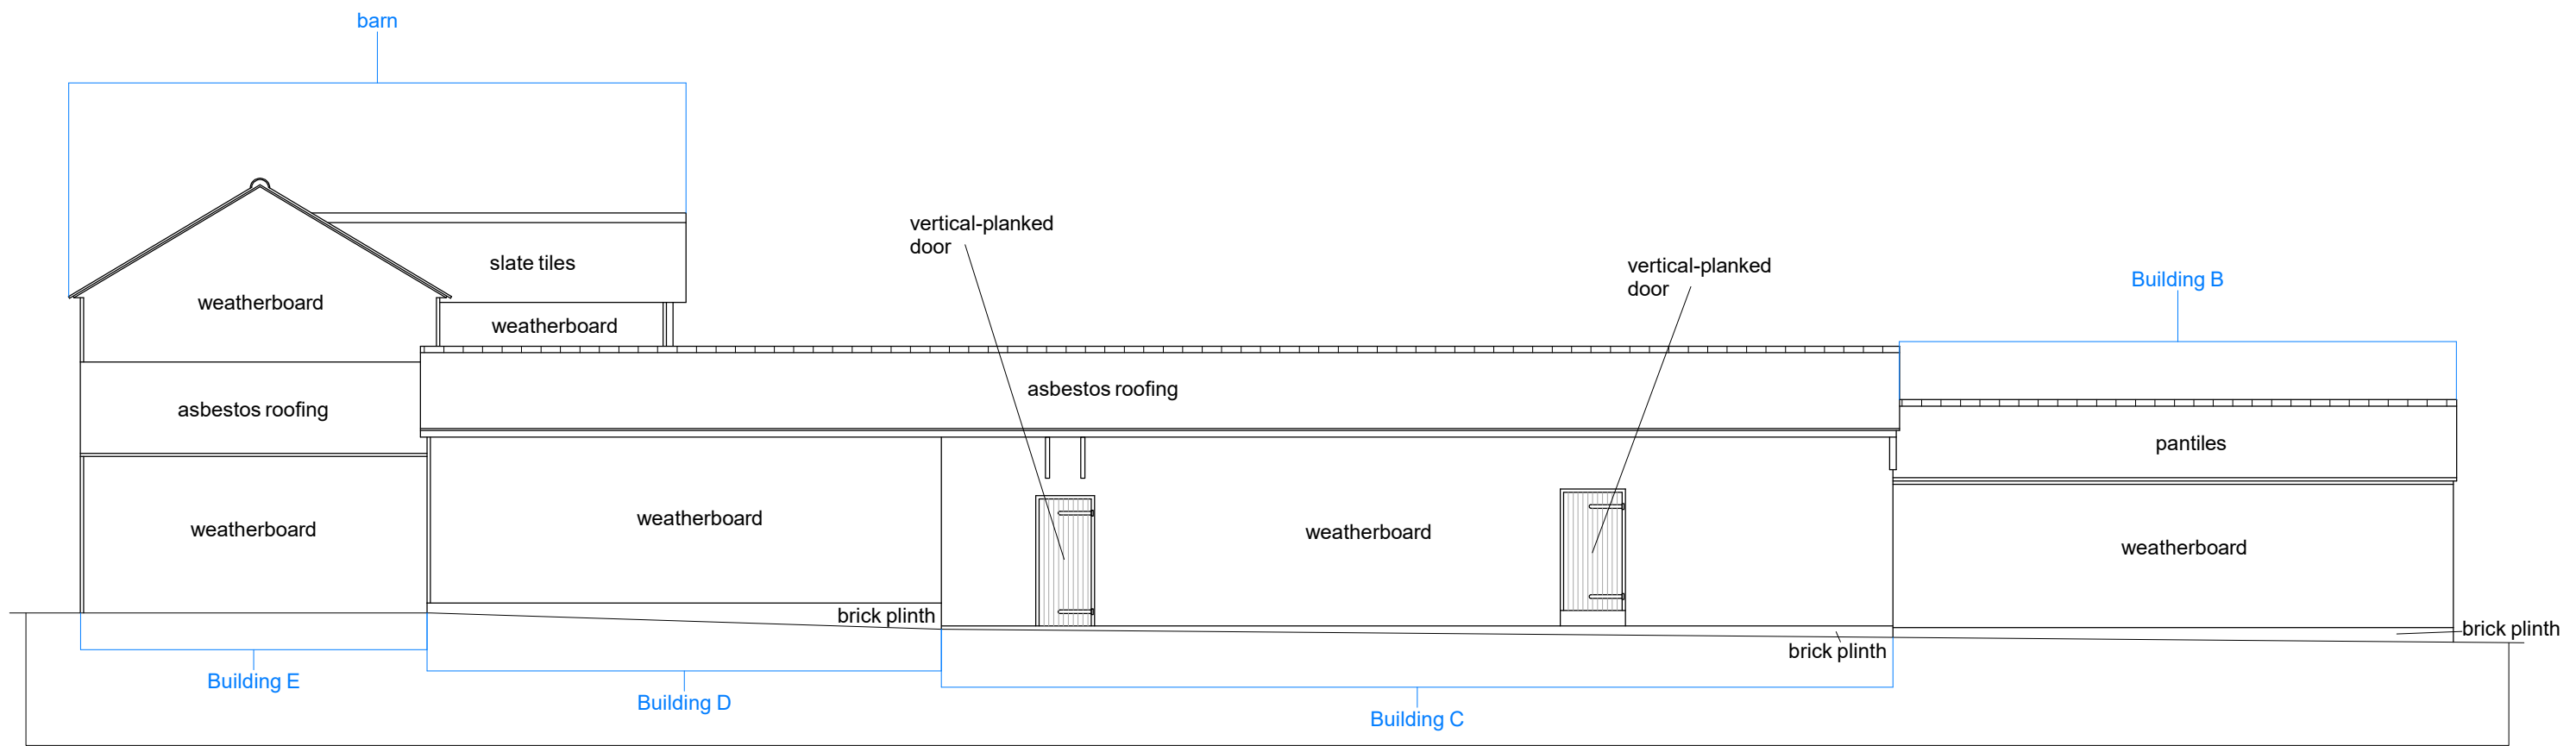 barn
vertical-planked
door
slate tiles
vertical-planked
door
Building B
weatherboard
weatherboard
asbestos roofing
asbestos roofing
pantiles
weatherboard
weatherboard
weatherboard
weatherboard
brick plinth
brick plinth
brick plinth
Building E
Building D
Building C